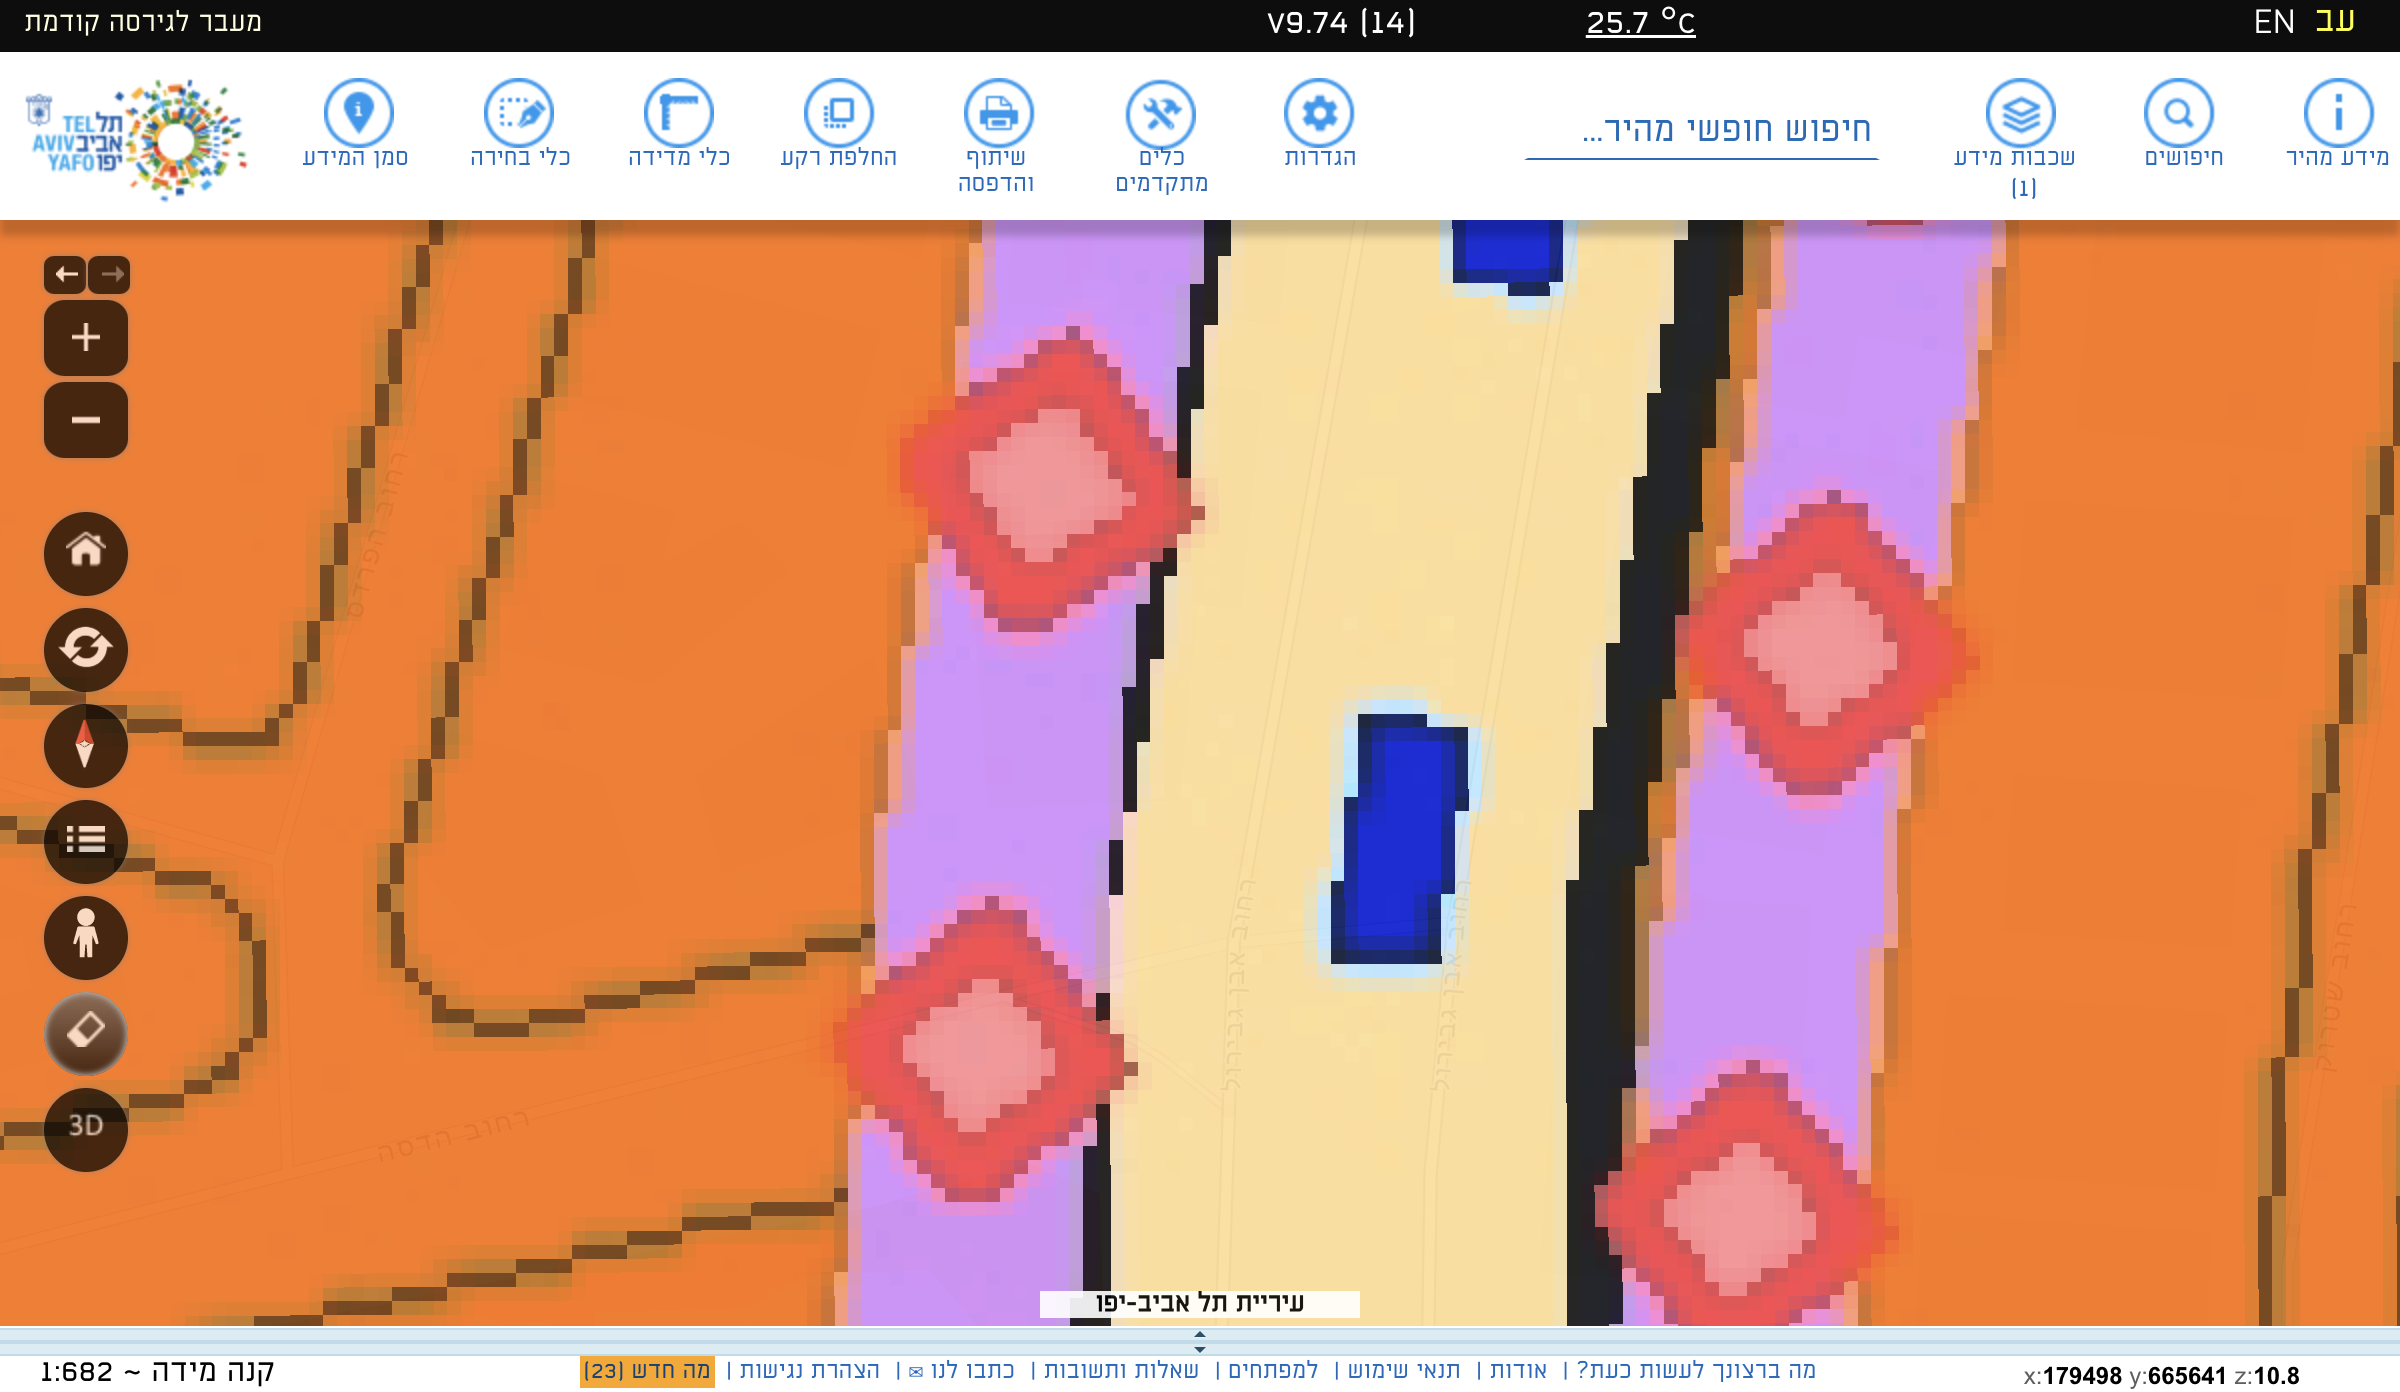 עב EN
25.7 °C
V9.74 (14)
מעבר לגירסה קודמת
מידע מהיר
חיפושים
שכבות מידע
(1)
חיפוש חופשי מהיר...
הגדרות
כלים
מתקדמים
שיתוף
והדפסה
החלפת רקע
כלי מדידה
כלי בחירה
סמן המידע
תל
אביב
יפו
TEL
AVIV
YAFO
רחוב הפרדס
רחוב אבן גבירול
רחוב אבן גבירול
רחוב שטריק
3D
רחוב הדסה
עיריית תל אביב-יפו
מה ברצונך לעשות כעת? | אודות | תנאי שימוש | למפתחים | שאלות ותשובות | כתבו לנו ✉ | הצהרת נגישות | מה חדש (23)
קנה מידה ~ 1:682
x:179498 y:665641 z:10.8